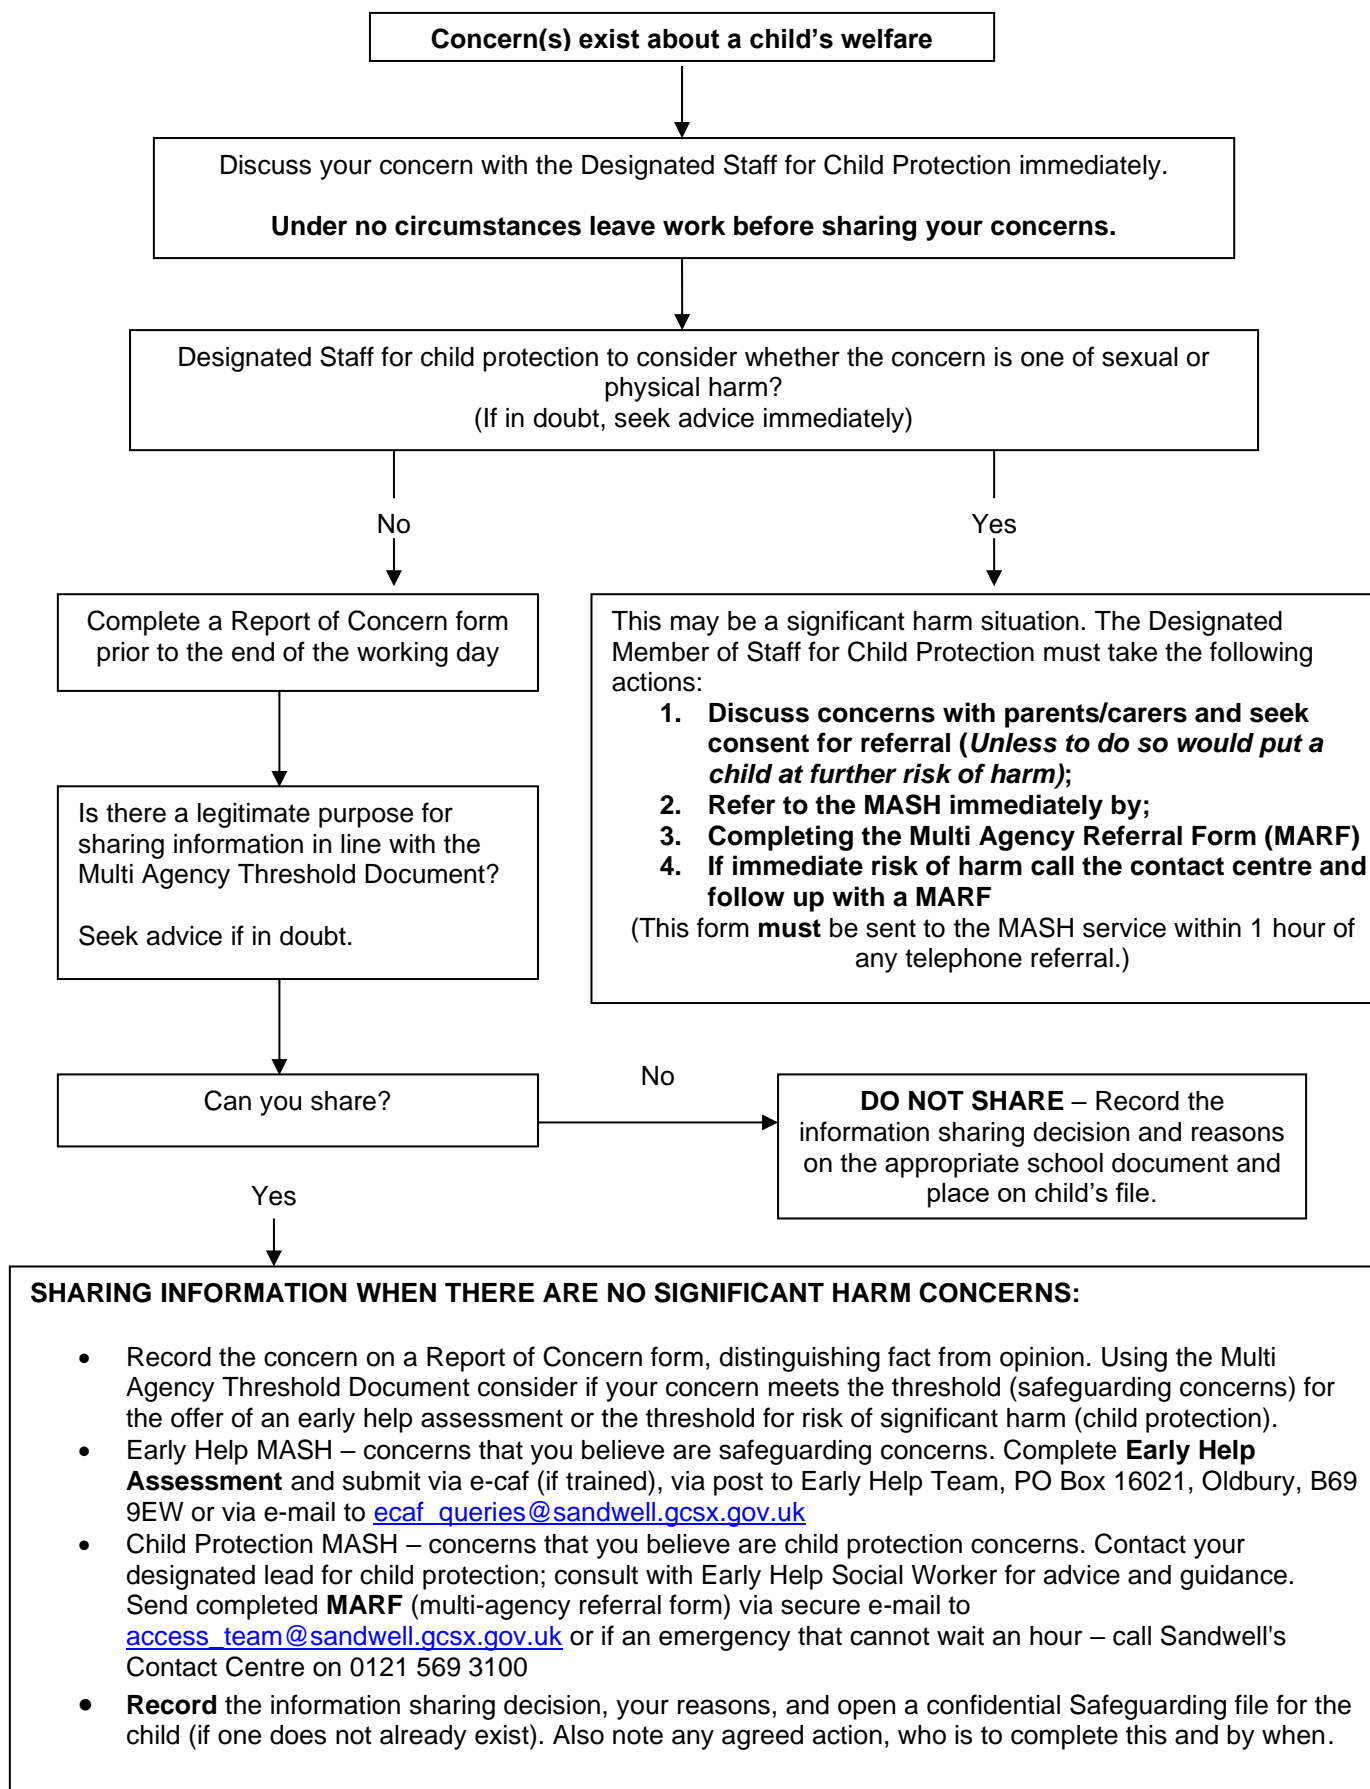 Concern(s) exist about a child's welfare
Discuss your concern with the Designated Staff for Child Protection immediately.
Under no circumstances leave work before sharing your concerns.
Designated Staff for child protection to consider whether the concern is one of sexual or
physical harm?
(If in doubt, seek advice immediately)
No
Yes
Complete a Report of Concern form
prior to the end of the working day
This may be a significant harm situation. The Designated
Member of Staff for Child Protection must take the following
actions:
1. Discuss concerns with parents/carers and seek
consent for referral (Unless to do so would put a
child at further risk of harm);
2. Refer to the MASH immediately by;
3. Completing the Multi Agency Referral Form (MARF)
4. If immediate risk of harm call the contact centre and
follow up with a MARF
(This form must be sent to the MASH service within 1 hour of
any telephone referral.)
Is there a legitimate purpose for
sharing information in line with the
Multi Agency Threshold Document?
Seek advice if in doubt.
Can you share?
No
DO NOT SHARE – Record the
information sharing decision and reasons
on the appropriate school document and
place on child's file.
Yes
SHARING INFORMATION WHEN THERE ARE NO SIGNIFICANT HARM CONCERNS:
• Record the concern on a Report of Concern form, distinguishing fact from opinion. Using the Multi
Agency Threshold Document consider if your concern meets the threshold (safeguarding concerns) for
the offer of an early help assessment or the threshold for risk of significant harm (child protection).
• Early Help MASH – concerns that you believe are safeguarding concerns. Complete Early Help
Assessment and submit via e-caf (if trained), via post to Early Help Team, PO Box 16021, Oldbury, B69
9EW or via e-mail to ecaf_queries@sandwell.gcsx.gov.uk
• Child Protection MASH – concerns that you believe are child protection concerns. Contact your
designated lead for child protection; consult with Early Help Social Worker for advice and guidance.
Send completed MARF (multi-agency referral form) via secure e-mail to
access_team@sandwell.gcsx.gov.uk or if an emergency that cannot wait an hour – call Sandwell's
Contact Centre on 0121 569 3100
• Record the information sharing decision, your reasons, and open a confidential Safeguarding file for the
child (if one does not already exist). Also note any agreed action, who is to complete this and by when.